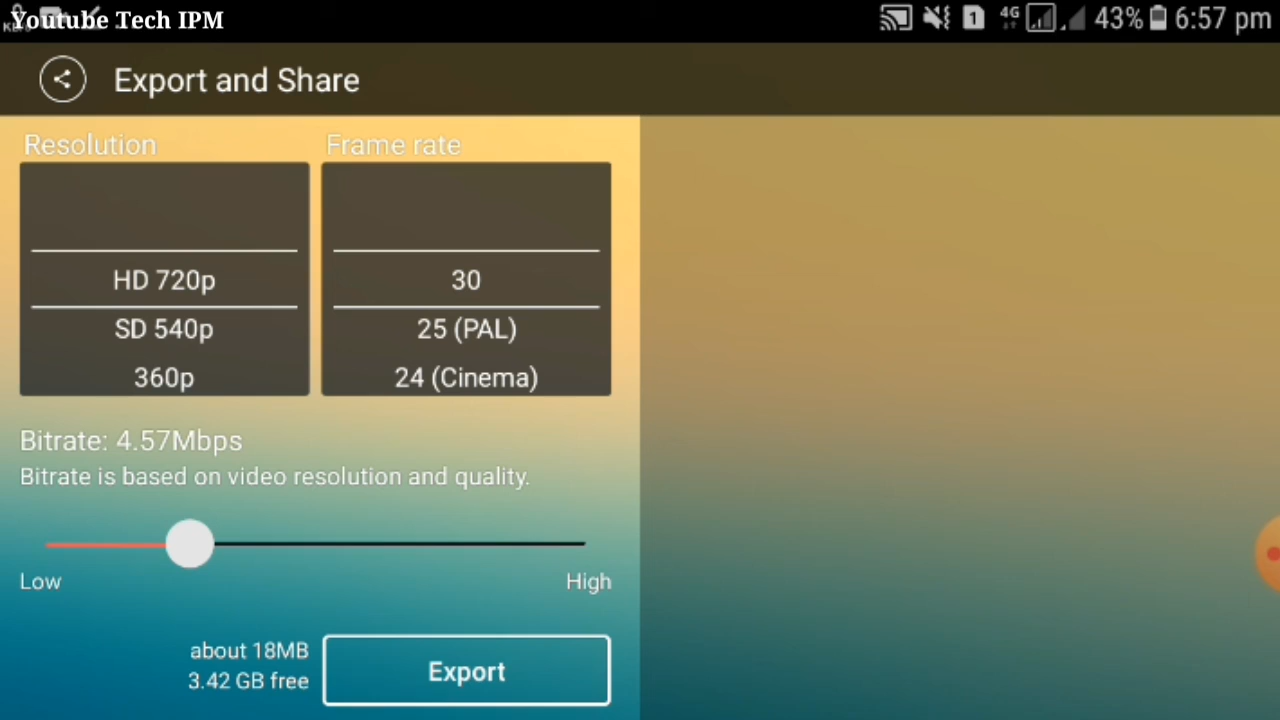 Youtube Tech IPM
1 4G 43% 6:57 pm
Export and Share
Resolution
Frame rate
HD 720p
SD 540p
360p
30
25 (PAL)
24 (Cinema)
Bitrate: 4.57Mbps
Bitrate is based on video resolution and quality.
Low
High
about 18MB
3.42 GB free
Export